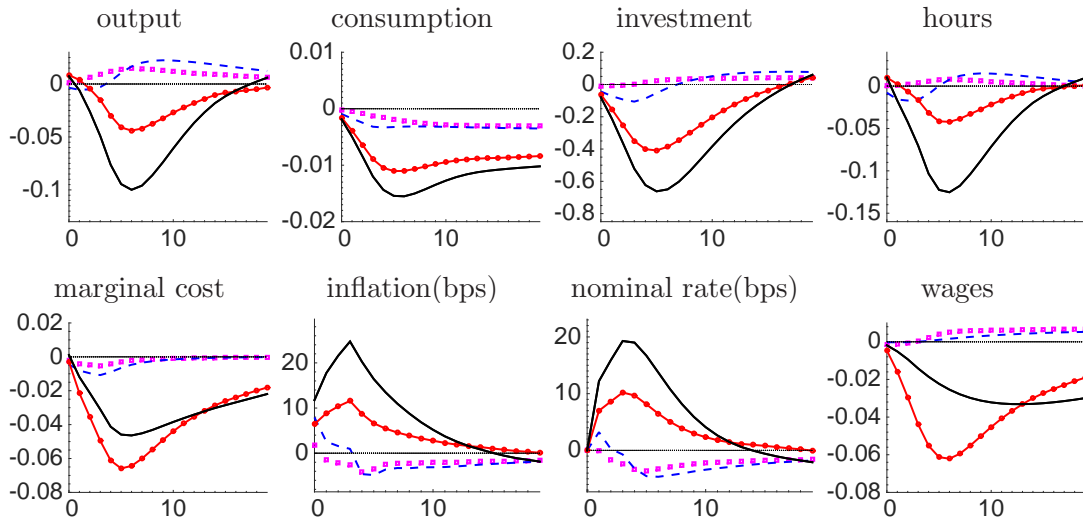 output consumption investment hours
0 -0.05 -0.1
0 10
0.01 0 -0.01 -0.02
0 10
0.2 0 -0.2 -0.4 -0.6 -0.8
0 10
0.1 0.05 0 -0.05 -0.1 -0.15
0 10
marginal cost inflation(bps) nominal rate(bps) wages
0.02 0 -0.02 -0.04 -0.06 -0.08
0 10
20 10 0
10
20 10 0
10
0 -0.02 -0.04 -0.06 -0.08
0 10